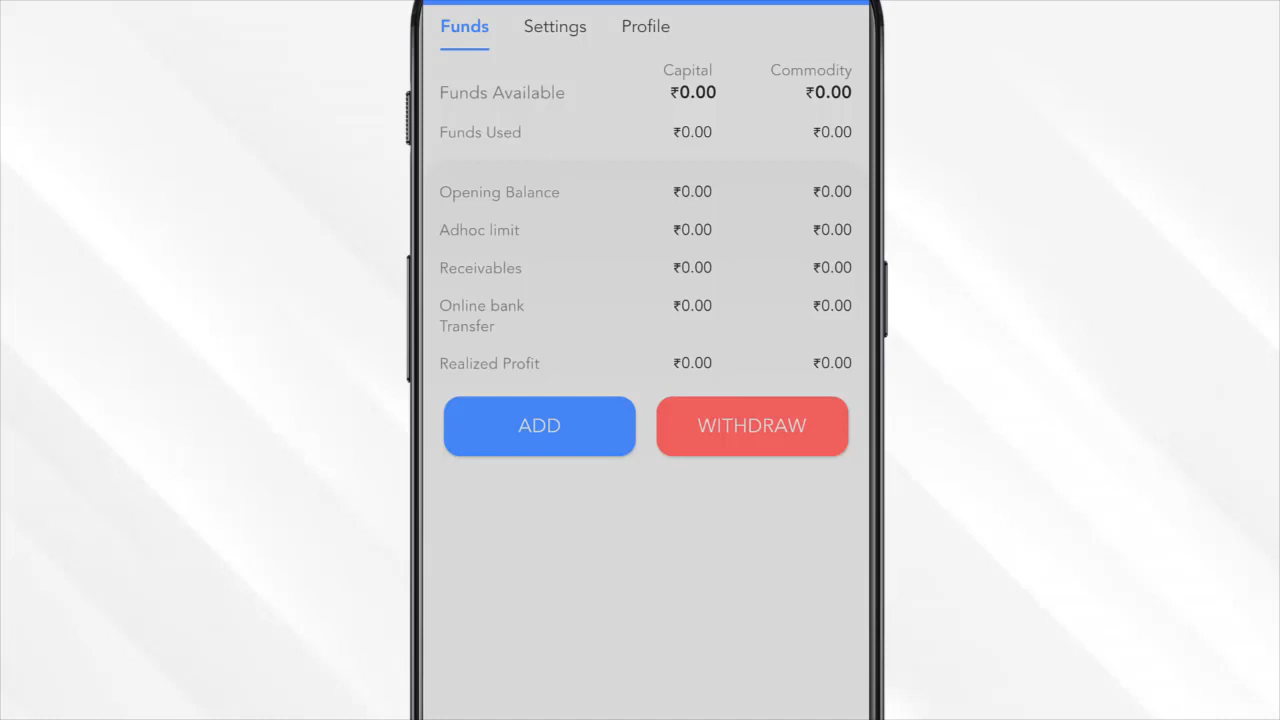 Funds Settings Profile
Capital Commodity
Funds Available ₹0.00 ₹0.00
Funds Used ₹0.00 ₹0.00
Opening Balance ₹0.00 ₹0.00
Adhoc limit ₹0.00 ₹0.00
Receivables ₹0.00 ₹0.00
Online bank ₹0.00 ₹0.00
Transfer
Realized Profit ₹0.00 ₹0.00
ADD WITHDRAW